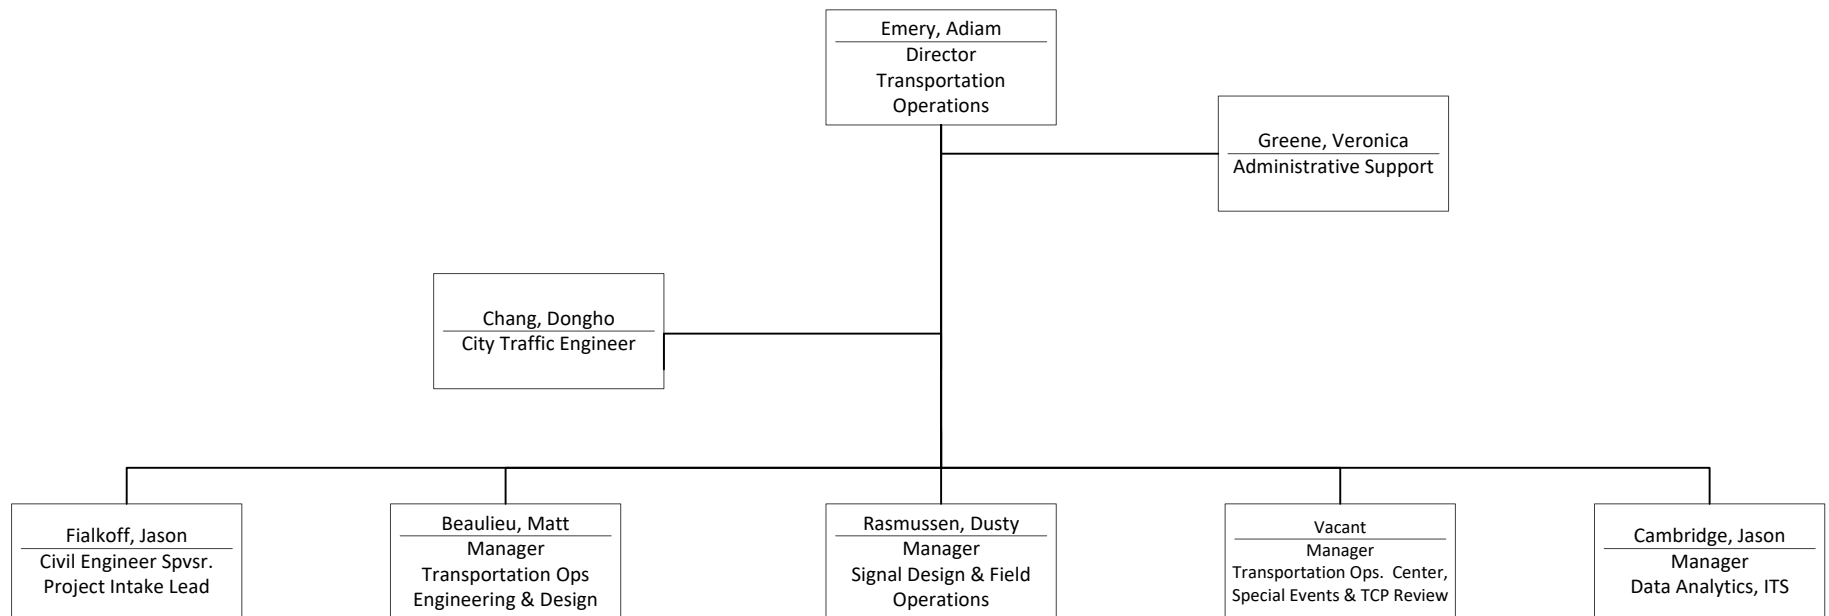 Emery, Adiam
Director
Transportation
Operations
Greene, Veronica
Administrative Support
Chang, Dongho
City Traffic Engineer
Fialkoff, Jason
Civil Engineer Spvsr.
Project Intake Lead
Beaulieu, Matt
Manager
Transportation Ops
Engineering & Design
Rasmussen, Dusty
Manager
Signal Design & Field
Operations
Vacant
Manager
Transportation Ops.  Center,
Special Events & TCP Review
Cambridge, Jason
Manager
Data Analytics, ITS